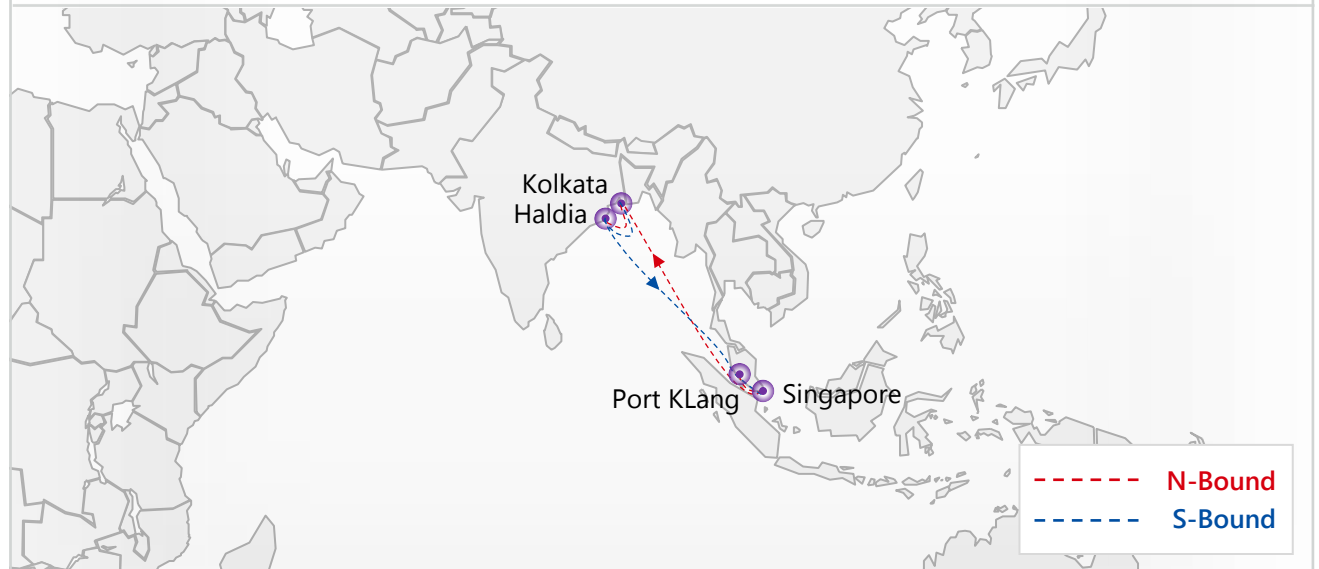 Kolkata
Haldia
Port KLang
Singapore
N-Bound
S-Bound